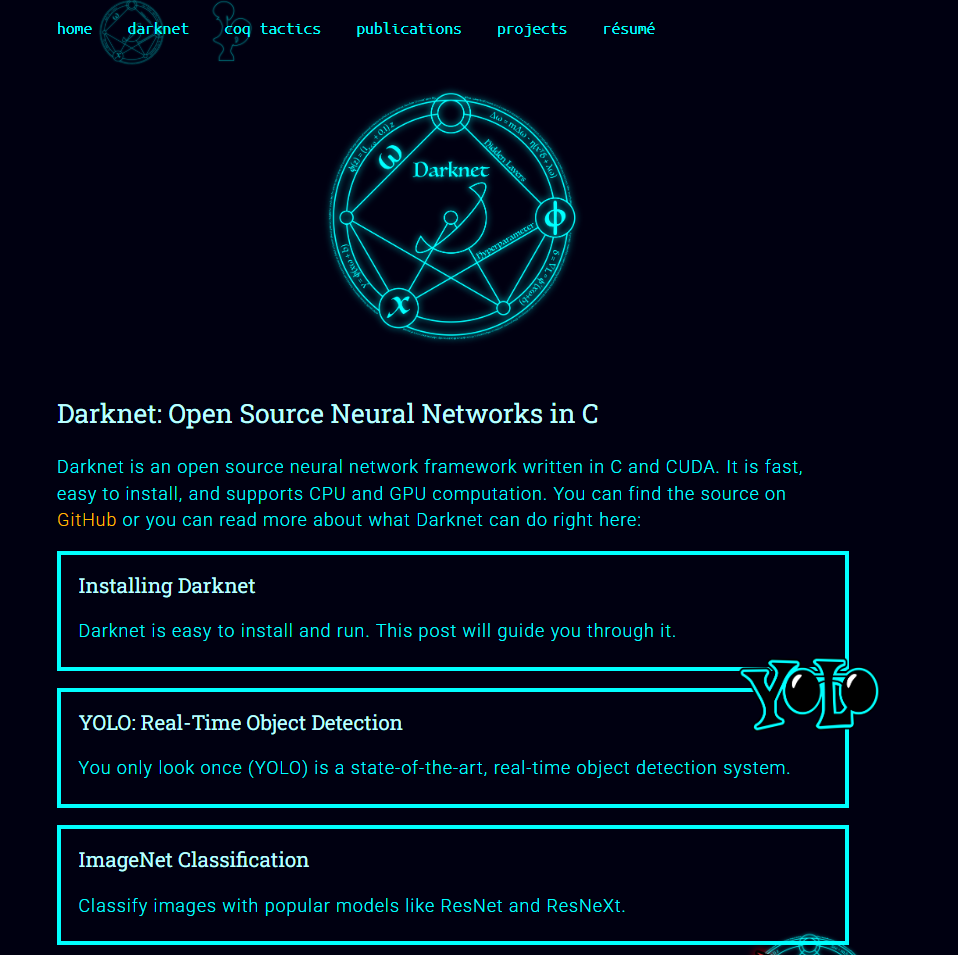 home darknet coq tactics publications projects résumé
ω
Darknet
Hidden Layers
ϕ
Hyperparameter
x
Darknet: Open Source Neural Networks in C
Darknet is an open source neural network framework written in C and CUDA. It is fast,
easy to install, and supports CPU and GPU computation. You can find the source on
GitHub or you can read more about what Darknet can do right here:
Installing Darknet
Darknet is easy to install and run. This post will guide you through it.
YOLO
YOLO: Real-Time Object Detection
You only look once (YOLO) is a state-of-the-art, real-time object detection system.
ImageNet Classification
Classify images with popular models like ResNet and ResNeXt.